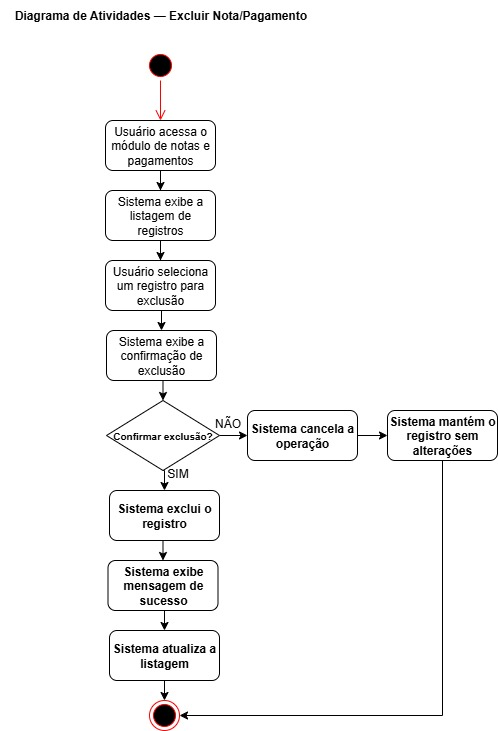 Diagrama de Atividades — Excluir Nota/Pagamento
Usuário acessa o
módulo de notas e
pagamentos
Sistema exibe a
listagem de
registros
Usuário seleciona
um registro para
exclusão
Sistema exibe a
confirmação de
exclusão
Confirmar exclusão?
NÃO
Sistema cancela a
operação
Sistema mantém o
registro sem
alterações
SIM
Sistema exclui o
registro
Sistema exibe
mensagem de
sucesso
Sistema atualiza a
listagem